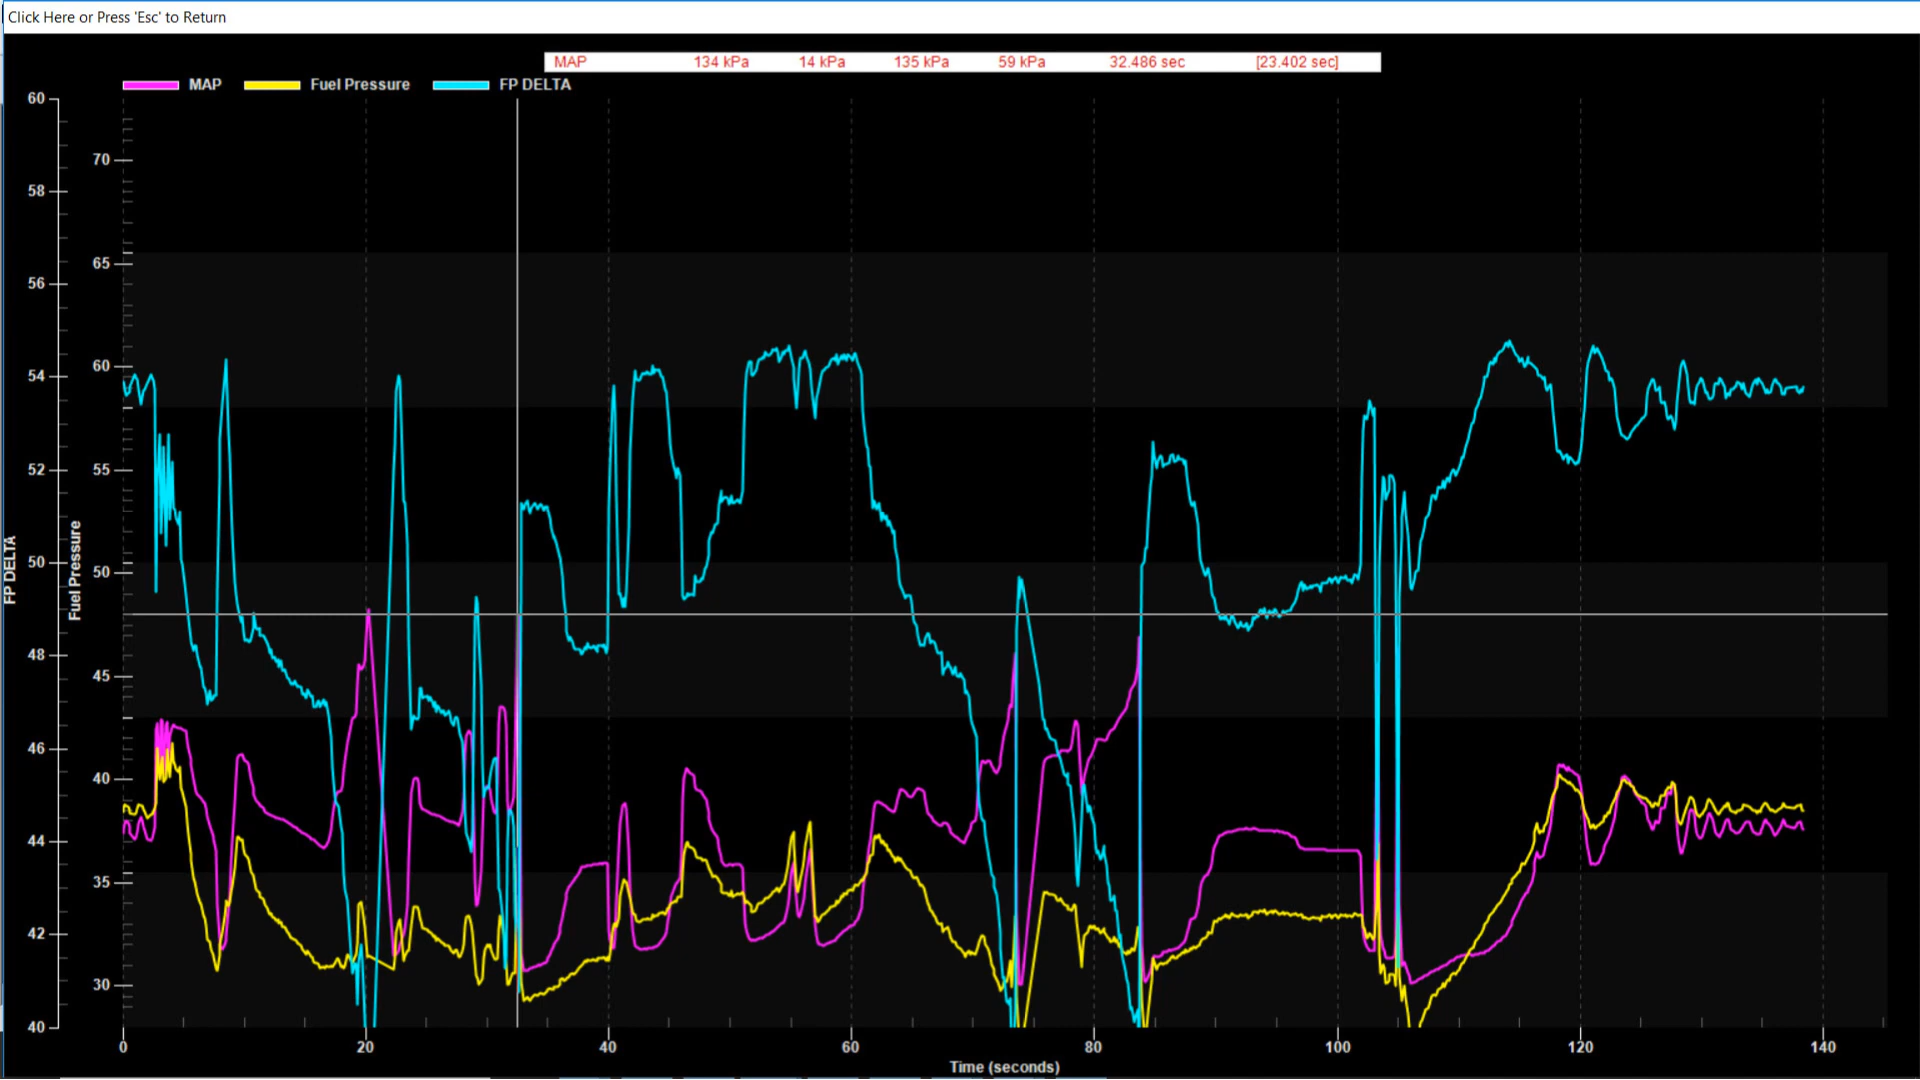 Click Here or Press 'Esc' to Return
MAP 134 kPa 14 kPa 135 kPa 59 kPa 32.486 sec [23.402 sec]
MAP Fuel Pressure FP DELTA
60
58
56
54
52
50
48
46
44
42
40
FP DELTA
70
65
60
55
50
45
40
35
30
Fuel Pressure
0 20 40 60 80 100 120 140
Time (seconds)